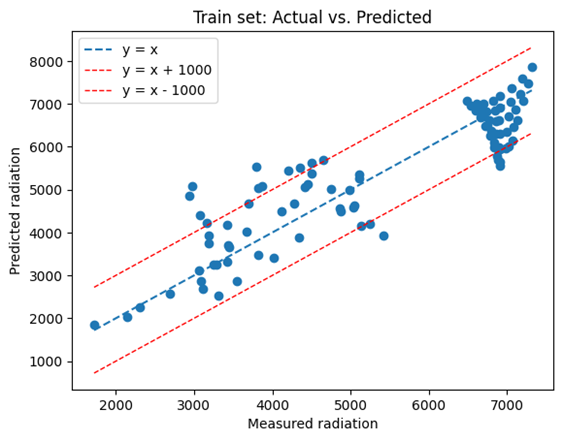 Train set: Actual vs. Predicted
y = x
y = x + 1000
y = x - 1000
8000
7000
6000
5000
4000
3000
2000
1000
Predicted radiation
2000 3000 4000 5000 6000 7000
Measured radiation